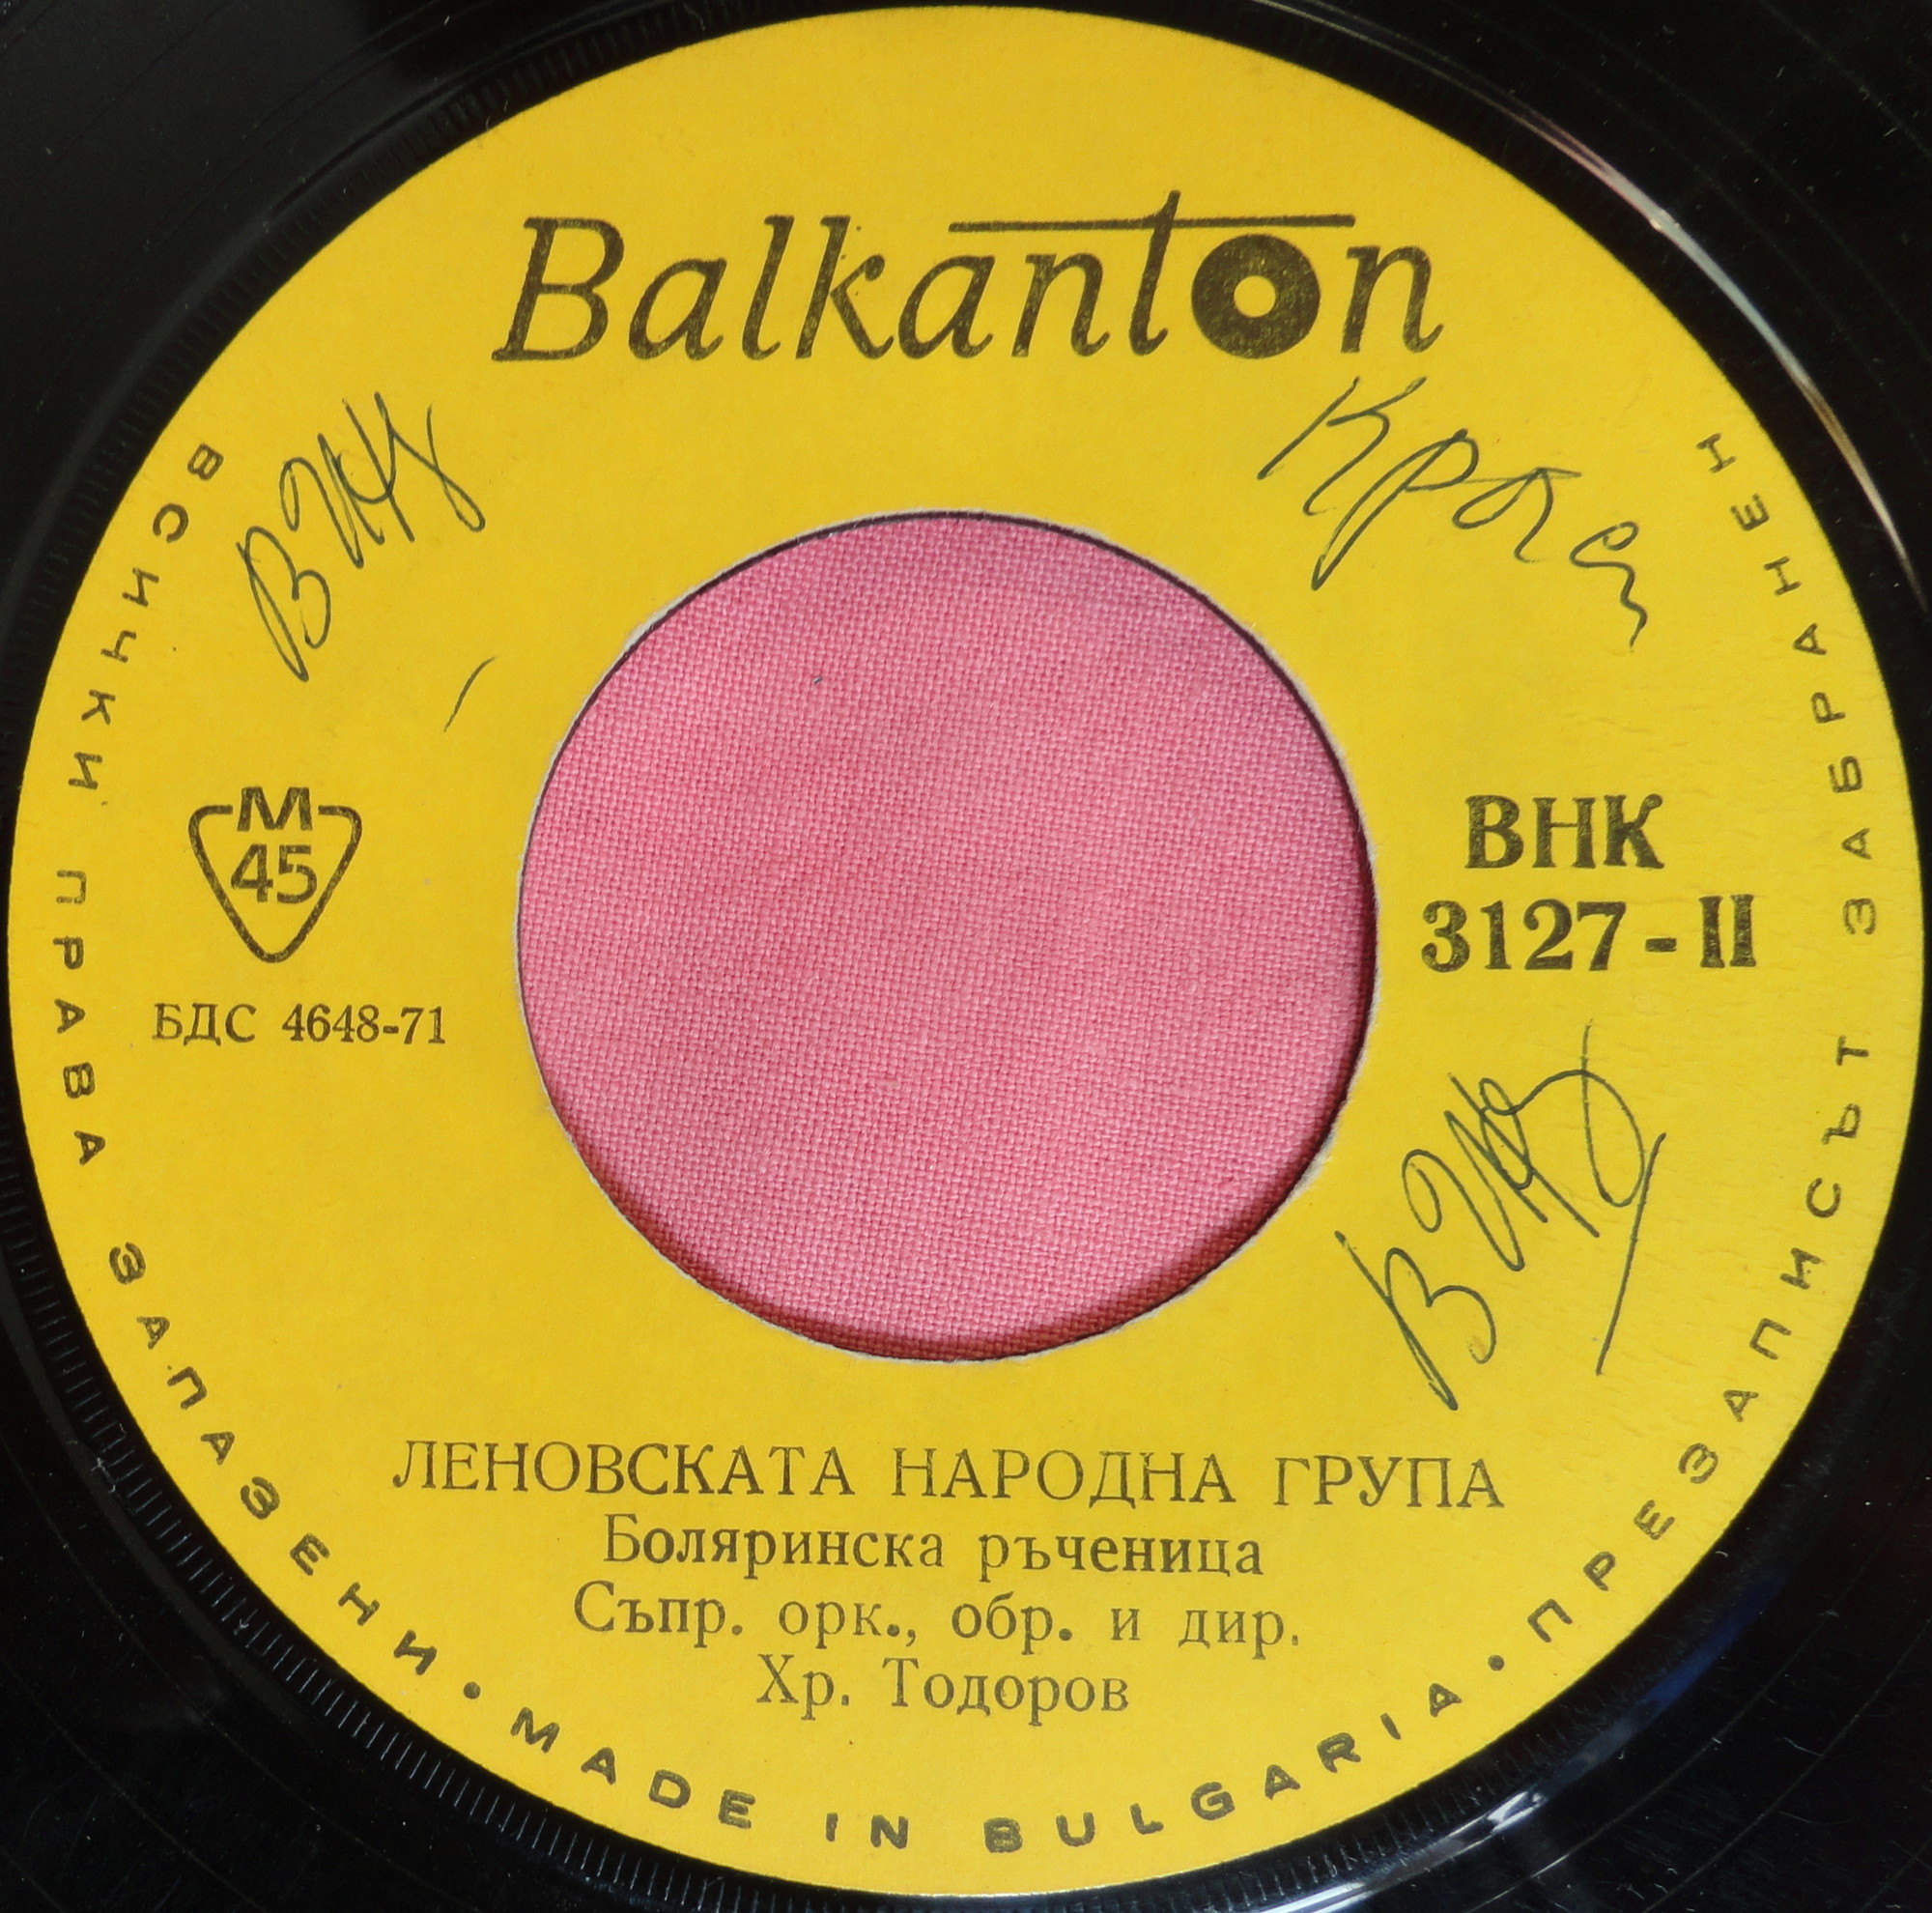 Balkanton
М
45
БДС 4648-71
ВНК
3127-II
ЛЕНОВСКАТА НАРОДНА ГРУПА
Боляринска ръченица
Съпр. орк., обр. и дир.
Хр. Тодоров
ВСИЧКИ ПРАВА ЗАПАЗЕНИ • MADE IN BULGARIA • ПРЕЗАПИСЪТ ЗАБРАНЕН